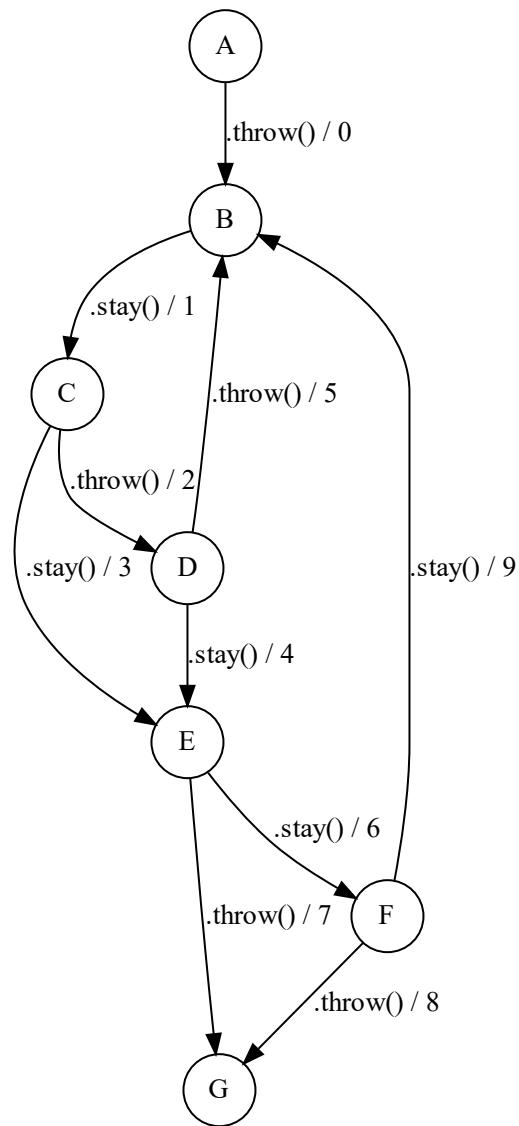 A
.throw() / 0
B
.stay() / 1
C
.throw() / 5
.throw() / 2
.stay() / 3
D
.stay() / 9
.stay() / 4
E
.stay() / 6
F
.throw() / 7
.throw() / 8
G